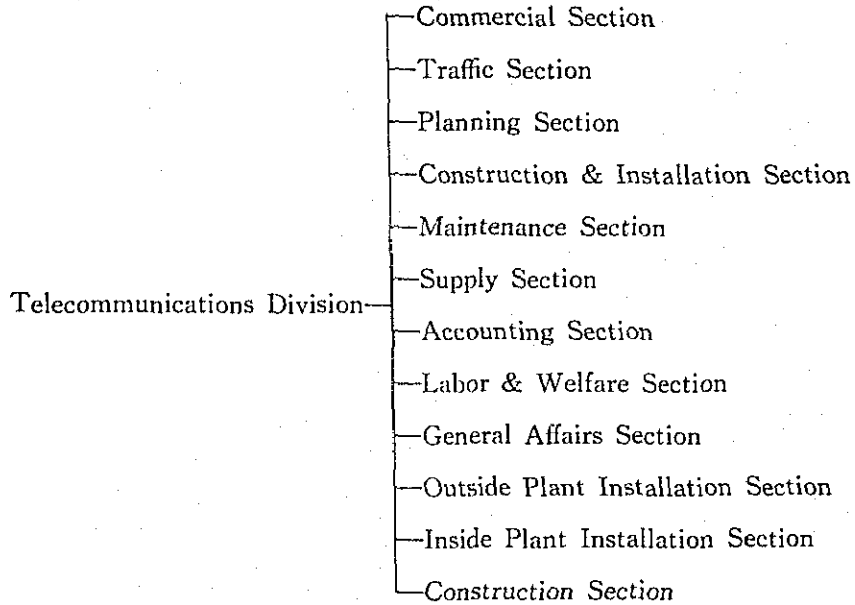 Commercial Section
Traffic Section
Planning Section
Construction & Installation Section
Maintenance Section
Supply Section
Telecommunications Division
Accounting Section
Labor & Welfare Section
General Affairs Section
Outside Plant Installation Section
Inside Plant Installation Section
Construction Section